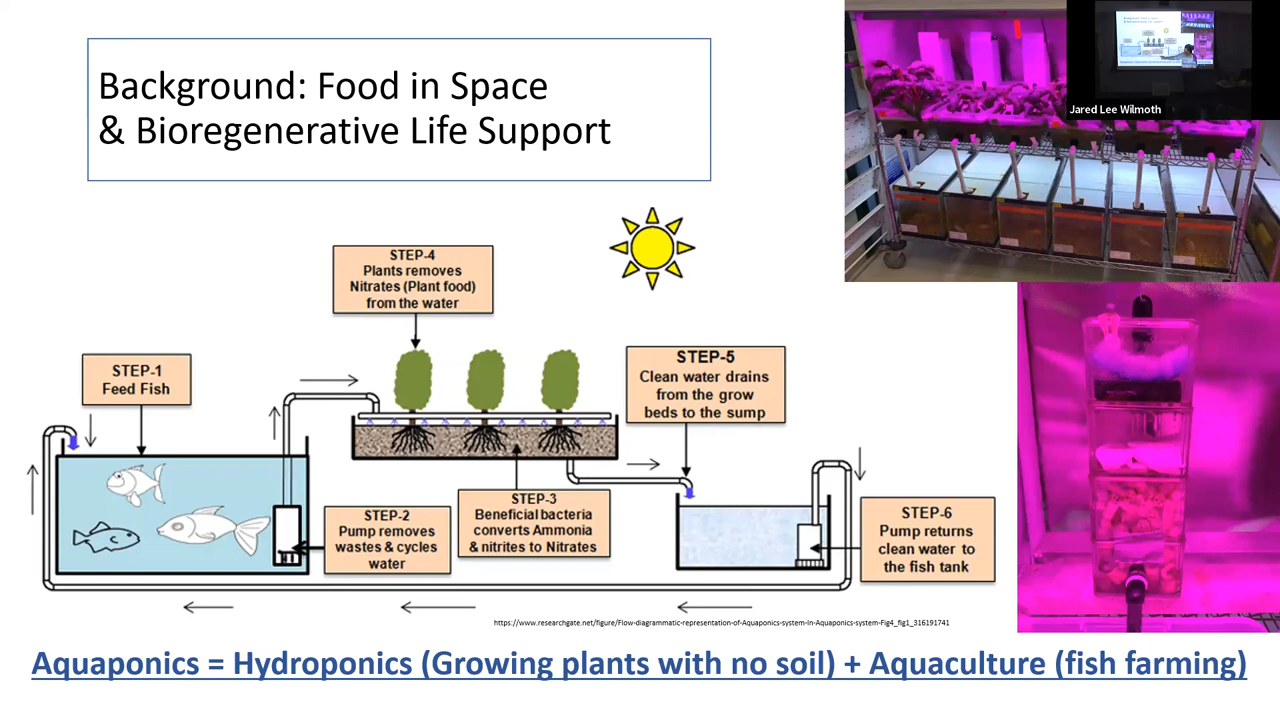 Background: Food in Space
& Bioregenerative Life Support
Jared Lee Wilmoth
STEP-4
Plants removes
Nitrates (Plant food)
from the water
STEP-1
Feed Fish
STEP-5
Clean water drains
from the grow
beds to the sump
STEP-2
Pump removes
wastes & cycles
water
STEP-3
Beneficial bacteria
converts Ammonia
& nitrites to Nitrates
STEP-6
Pump returns
clean water to
the fish tank
https://www.researchgate.net/figure/Flow-diagrammatic-representation-of-Aquaponics-system-In-Aquaponics-system-Fig4_fig1_316191741
Aquaponics = Hydroponics (Growing plants with no soil) + Aquaculture (fish farming)